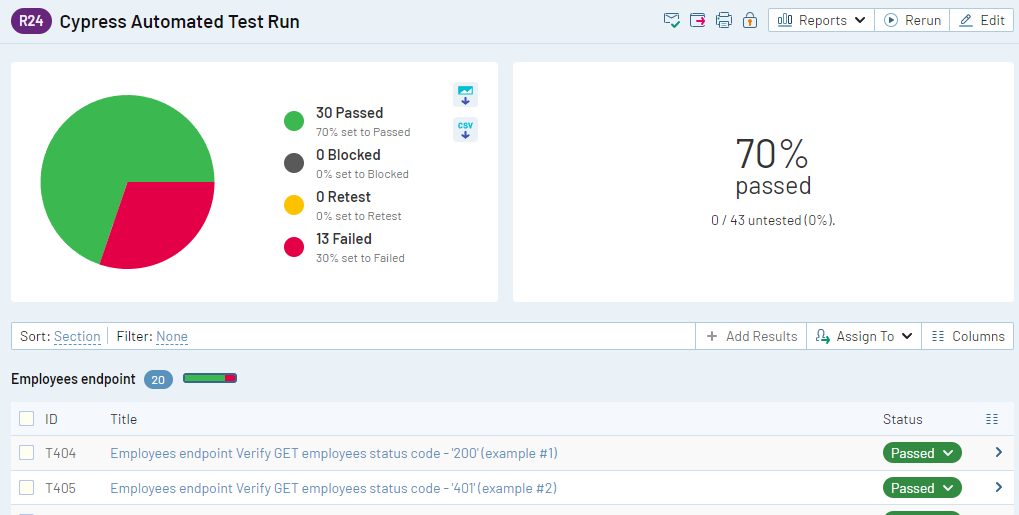 R24 Cypress Automated Test Run
Reports Rerun Edit
30 Passed
70% set to Passed
0 Blocked
0% set to Blocked
0 Retest
0% set to Retest
13 Failed
30% set to Failed
CSV
70%
passed
0 / 43 untested (0%).
Sort: Section Filter: None + Add Results Assign To Columns
Employees endpoint 20
ID Title Status
T404 Employees endpoint Verify GET employees status code - '200' (example #1) Passed
T405 Employees endpoint Verify GET employees status code - '401' (example #2) Passed